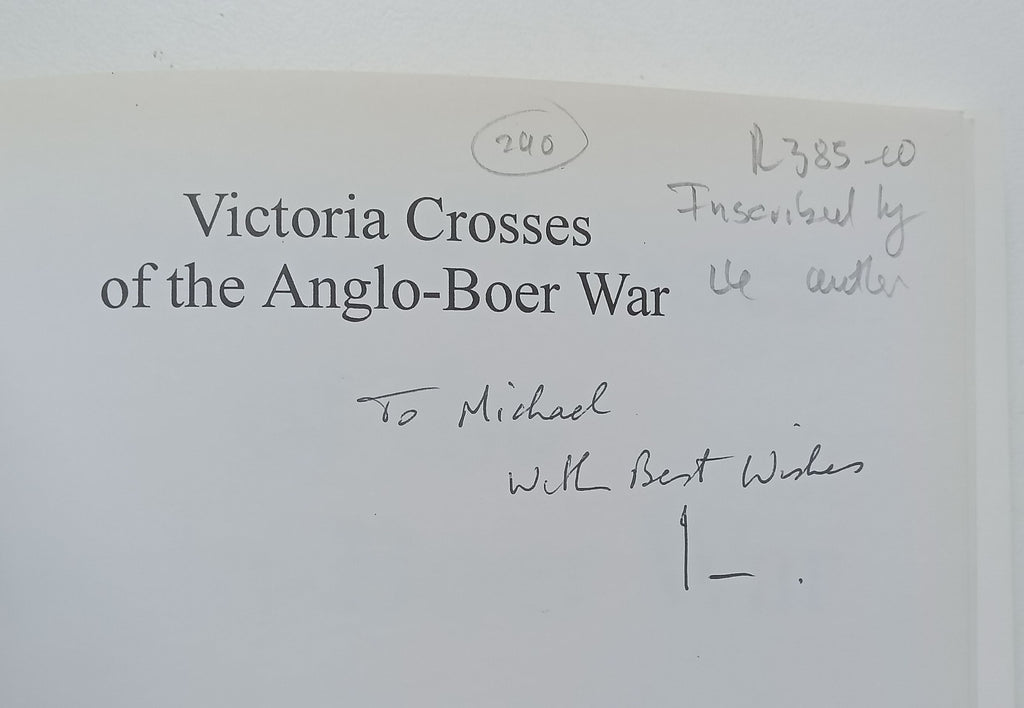 290
R385-00
Inscribed by
the author
Victoria Crosses
of the Anglo-Boer War
To Michael
With Best Wishes